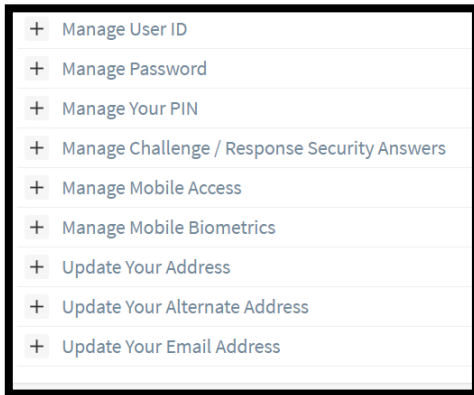 Manage User ID
Manage Password
Manage Your PIN
Manage Challenge / Response Security Answers
Manage Mobile Access
Manage Mobile Biometrics
Update Your Address
Update Your Alternate Address
Update Your Email Address